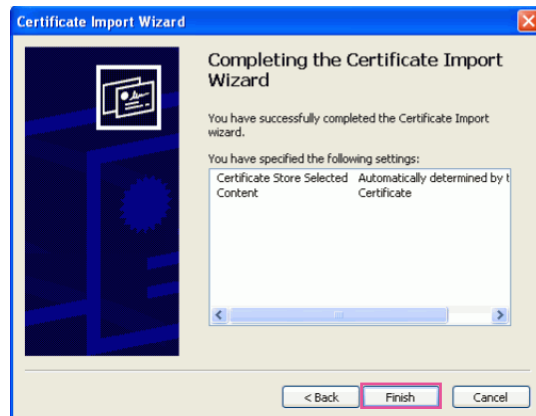 Certificate Import Wizard
Completing the Certificate Import
Wizard
You have successfully completed the Certificate Import
wizard.
You have specified the following settings:
Certificate Store Selected Automatically determined by t
Content Certificate
< Back Finish Cancel